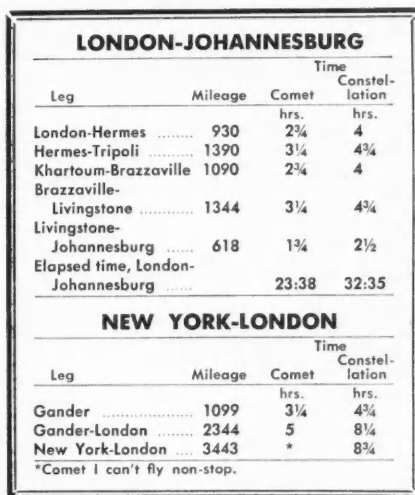 LONDON-JOHANNESBURG
Time
Constel-
Leg Mileage Comet lation
hrs. hrs.
London-Hermes ........ 930 2¾ 4
Hermes-Tripoli ........ 1390 3¼ 4¾
Khartoum-Brazzaville 1090 2¾ 4
Brazzaville-
Livingstone ........... 1344 3¼ 4¾
Livingstone-
Johannesburg ...... 618 1¾ 2½
Elapsed time, London-
Johannesburg ...... 23:38 32:35
NEW YORK-LONDON
Time
Constel-
Leg Mileage Comet lation
hrs. hrs.
Gander .................. 1099 3¼ 4¾
Gander-London ........ 2344 5 8¼
New York-London .... 3443 * 8¾
*Comet I can't fly non-stop.